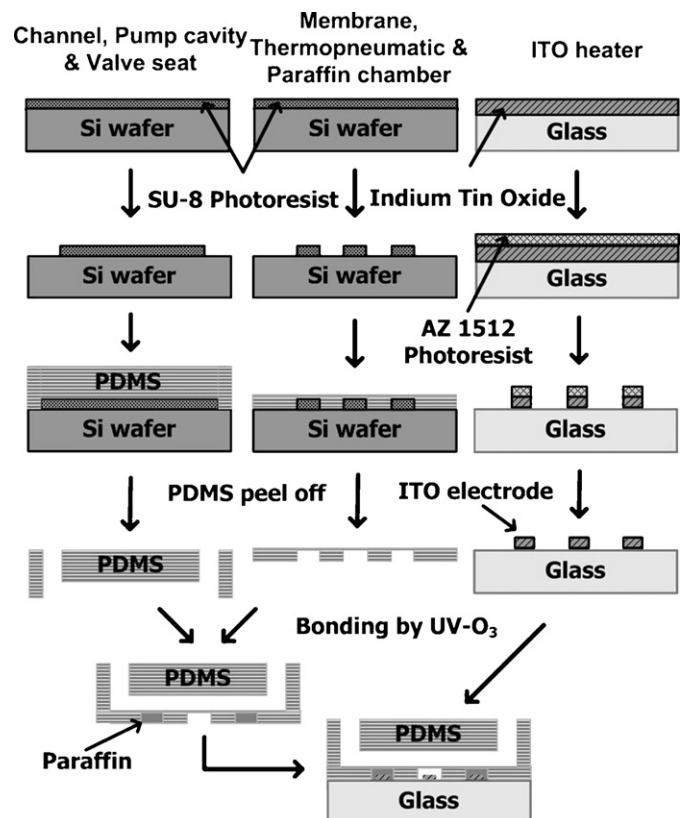 Channel, Pump cavity
& Valve seat
Membrane,
Thermopneumatic &
Paraffin chamber
ITO heater
Si wafer
Si wafer
Glass
SU-8 Photoresist
Indium Tin Oxide
Si wafer
Si wafer
Glass
AZ 1512
Photoresist
PDMS
Si wafer
Si wafer
Glass
PDMS peel off
ITO electrode
PDMS
Glass
Bonding by UV-O₃
PDMS
Paraffin
PDMS
Glass